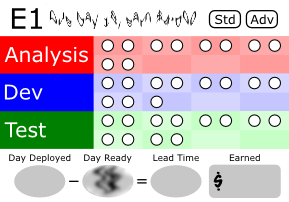 E1 Std Adv
Analysis
Dev
Test
Day Deployed Day Ready Lead Time Earned
− = $